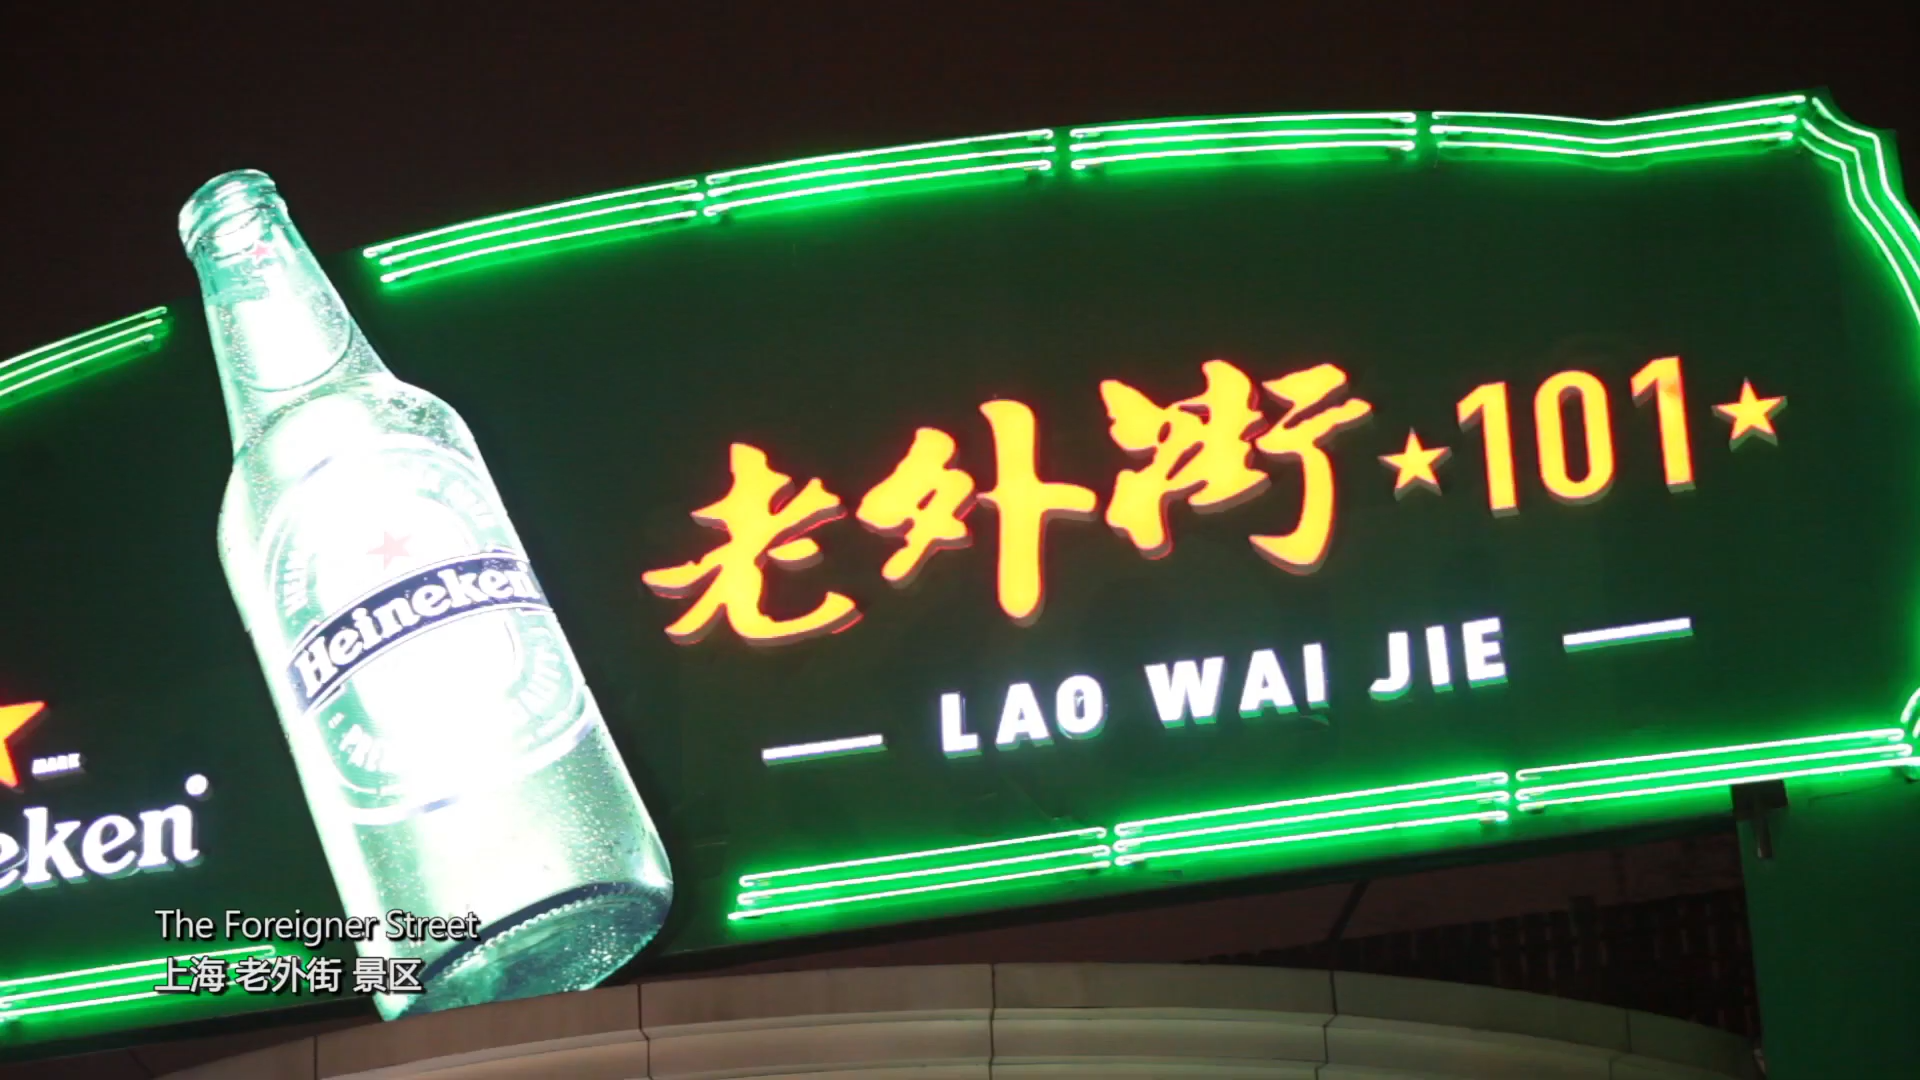 老外街★101★
LAO WAI JIE
Heineken
MARK
eken
The Foreigner Street
上海 老外街 景区